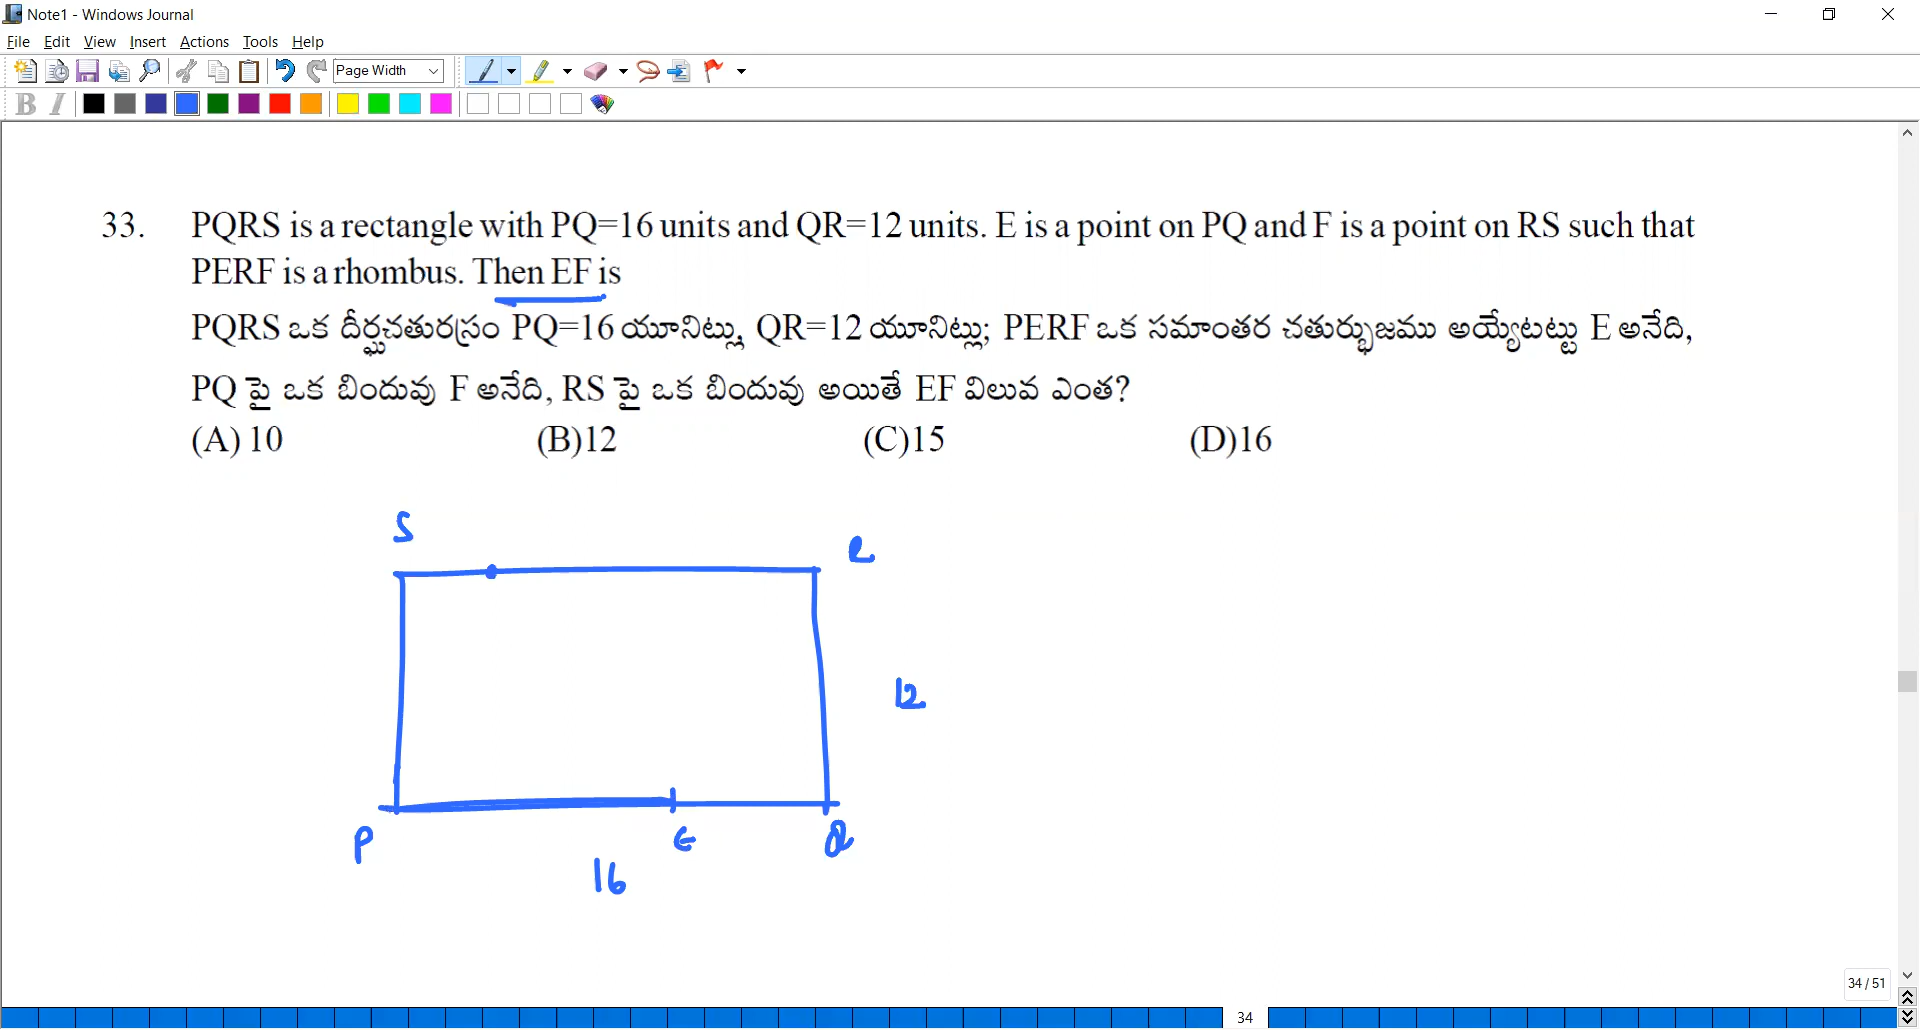 Note1 - Windows Journal
File Edit View Insert Actions Tools Help
Page Width
B I
33. PQRS is a rectangle with PQ=16 units and QR=12 units. E is a point on PQ and F is a point on RS such that
PERF is a rhombus. Then EF is
PQRS ఒక దీర్ఘచతురస్రం PQ=16 యూనిట్లు, QR=12 యూనిట్లు; PERF ఒక సమాంతర చతుర్భుజము అయ్యేటట్టు E అనేది,
PQ పై ఒక బిందువు F అనేది, RS పై ఒక బిందువు అయితే EF విలువ ఎంత?
(A) 10 (B)12 (C)15 (D)16
S
R
12
P E Q
16
34 / 51
34